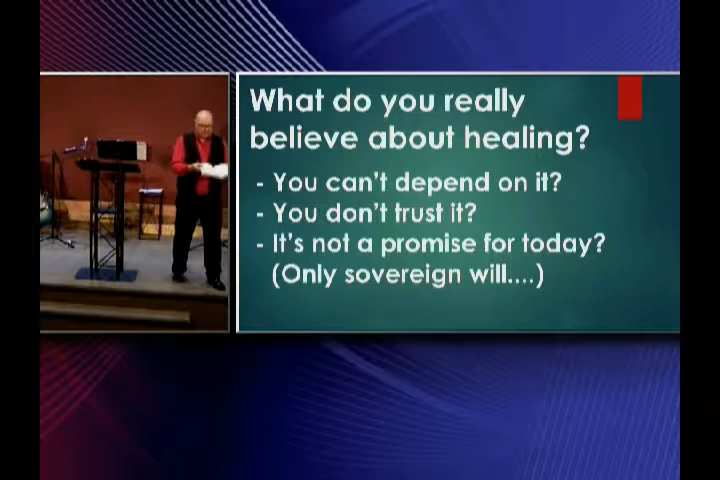 What do you really
believe about healing?
- You can't depend on it?
- You don't trust it?
- It's not a promise for today?
(Only sovereign will....)